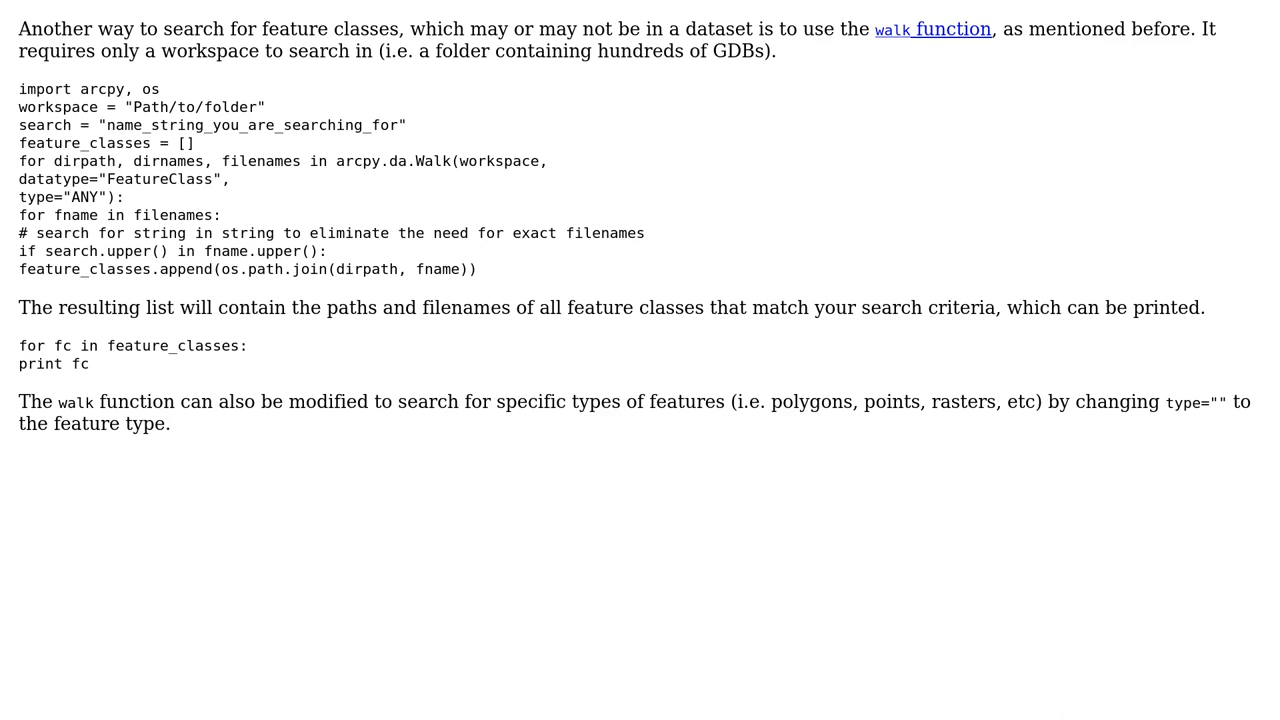 Another way to search for feature classes, which may or may not be in a dataset is to use the walk function, as mentioned before. It
requires only a workspace to search in (i.e. a folder containing hundreds of GDBs).
import arcpy, os
workspace = "Path/to/folder"
search = "name_string_you_are_searching_for"
feature_classes = []
for dirpath, dirnames, filenames in arcpy.da.Walk(workspace,
datatype="FeatureClass",
type="ANY"):
for fname in filenames:
# search for string in string to eliminate the need for exact filenames
if search.upper() in fname.upper():
feature_classes.append(os.path.join(dirpath, fname))
The resulting list will contain the paths and filenames of all feature classes that match your search criteria, which can be printed.
for fc in feature_classes:
print fc
The walk function can also be modified to search for specific types of features (i.e. polygons, points, rasters, etc) by changing type="" to
the feature type.